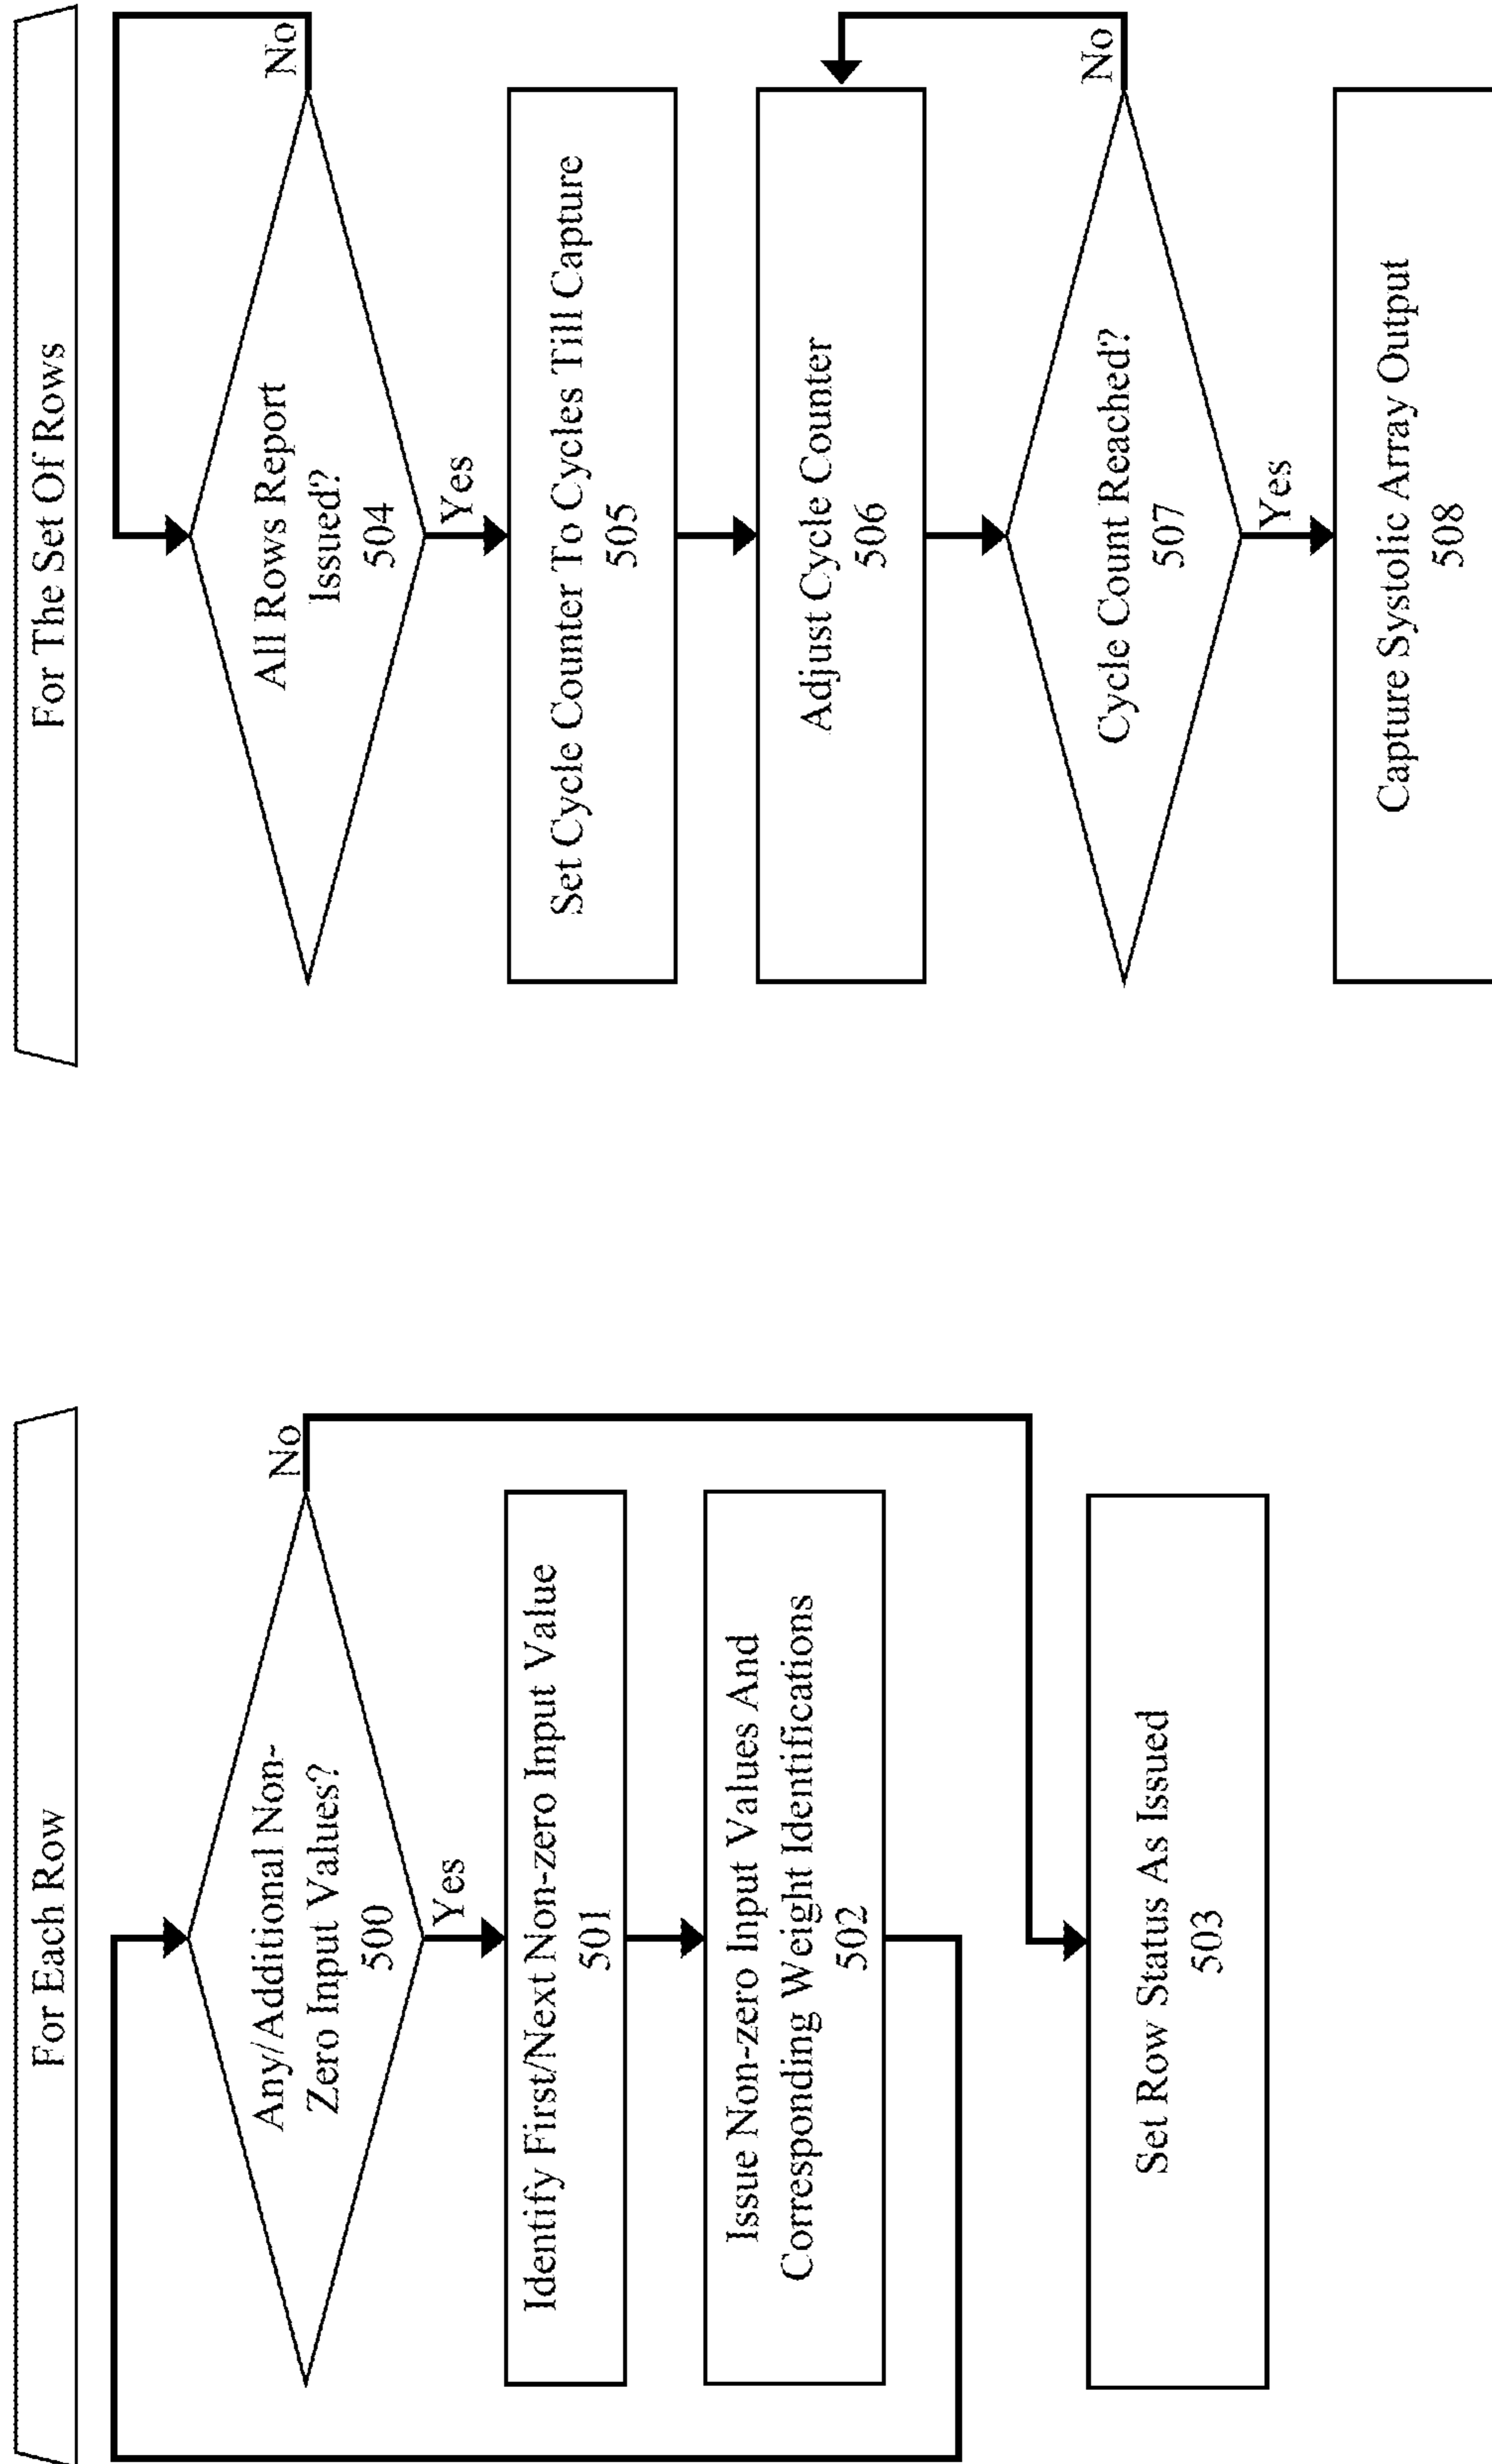 For Each Row
Any/Additional Non-
Zero Input Values?
500
No
Yes
Identify First/Next Non-zero Input Value
501
Issue Non-zero Input Values And
Corresponding Weight Identifications
502
Set Row Status As Issued
503
For The Set Of Rows
All Rows Report
Issued?
504
No
Yes
Set Cycle Counter To Cycles Till Capture
505
Adjust Cycle Counter
506
Cycle Count Reached?
507
No
Yes
Capture Systolic Array Output
508